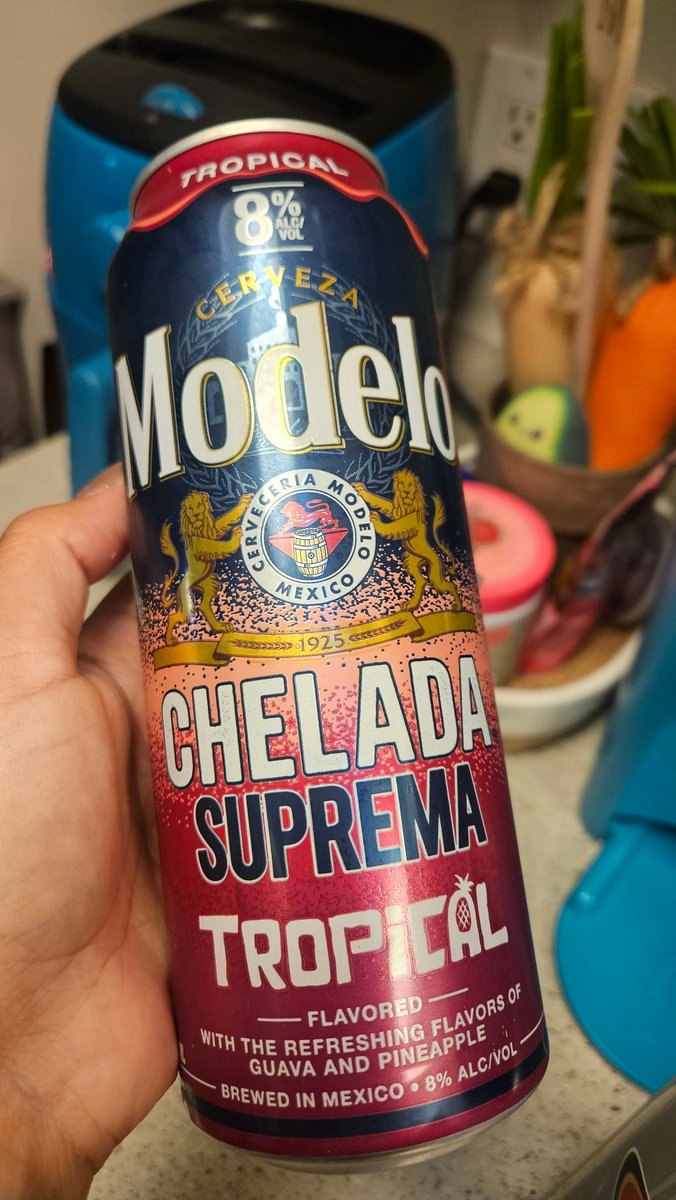 TROPICAL
8% ALC/VOL
CERVEZA
Modelo
CERVECERIA MODELO
MEXICO
1925
CHELADA
SUPREMA
TROPiCAL
FLAVORED
WITH THE REFRESHING FLAVORS OF
GUAVA AND PINEAPPLE
BREWED IN MEXICO • 8% ALC/VOL